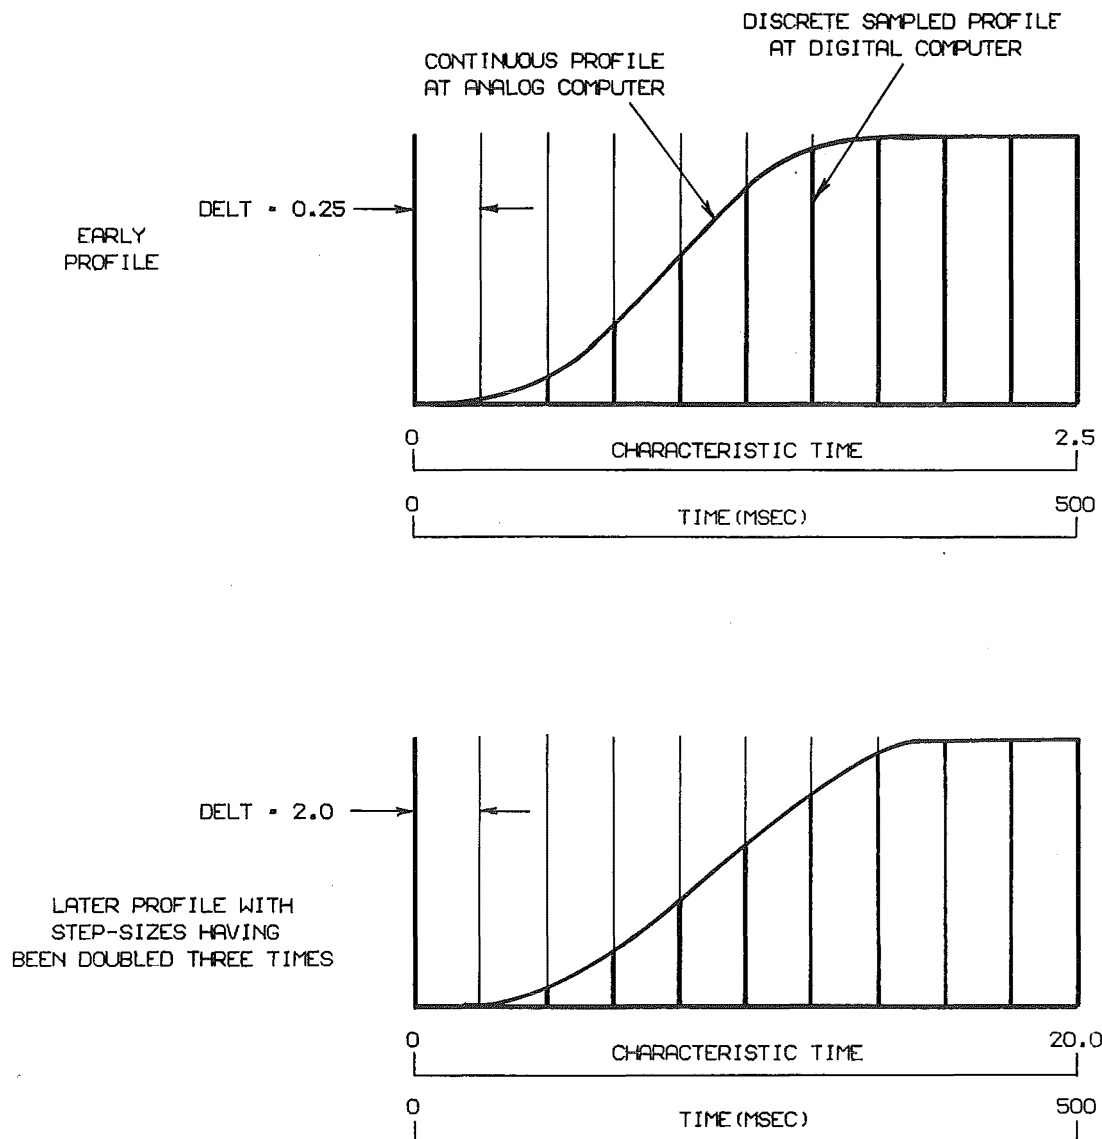 DISCRETE SAMPLED PROFILE
AT DIGITAL COMPUTER
CONTINUOUS PROFILE
AT ANALOG COMPUTER
DELT = 0.25
EARLY
PROFILE
0
2.5
CHARACTERISTIC TIME
0
500
TIME(MSEC)
DELT = 2.0
LATER PROFILE WITH
STEP-SIZES HAVING
BEEN DOUBLED THREE TIMES
0
20.0
CHARACTERISTIC TIME
0
500
TIME(MSEC)